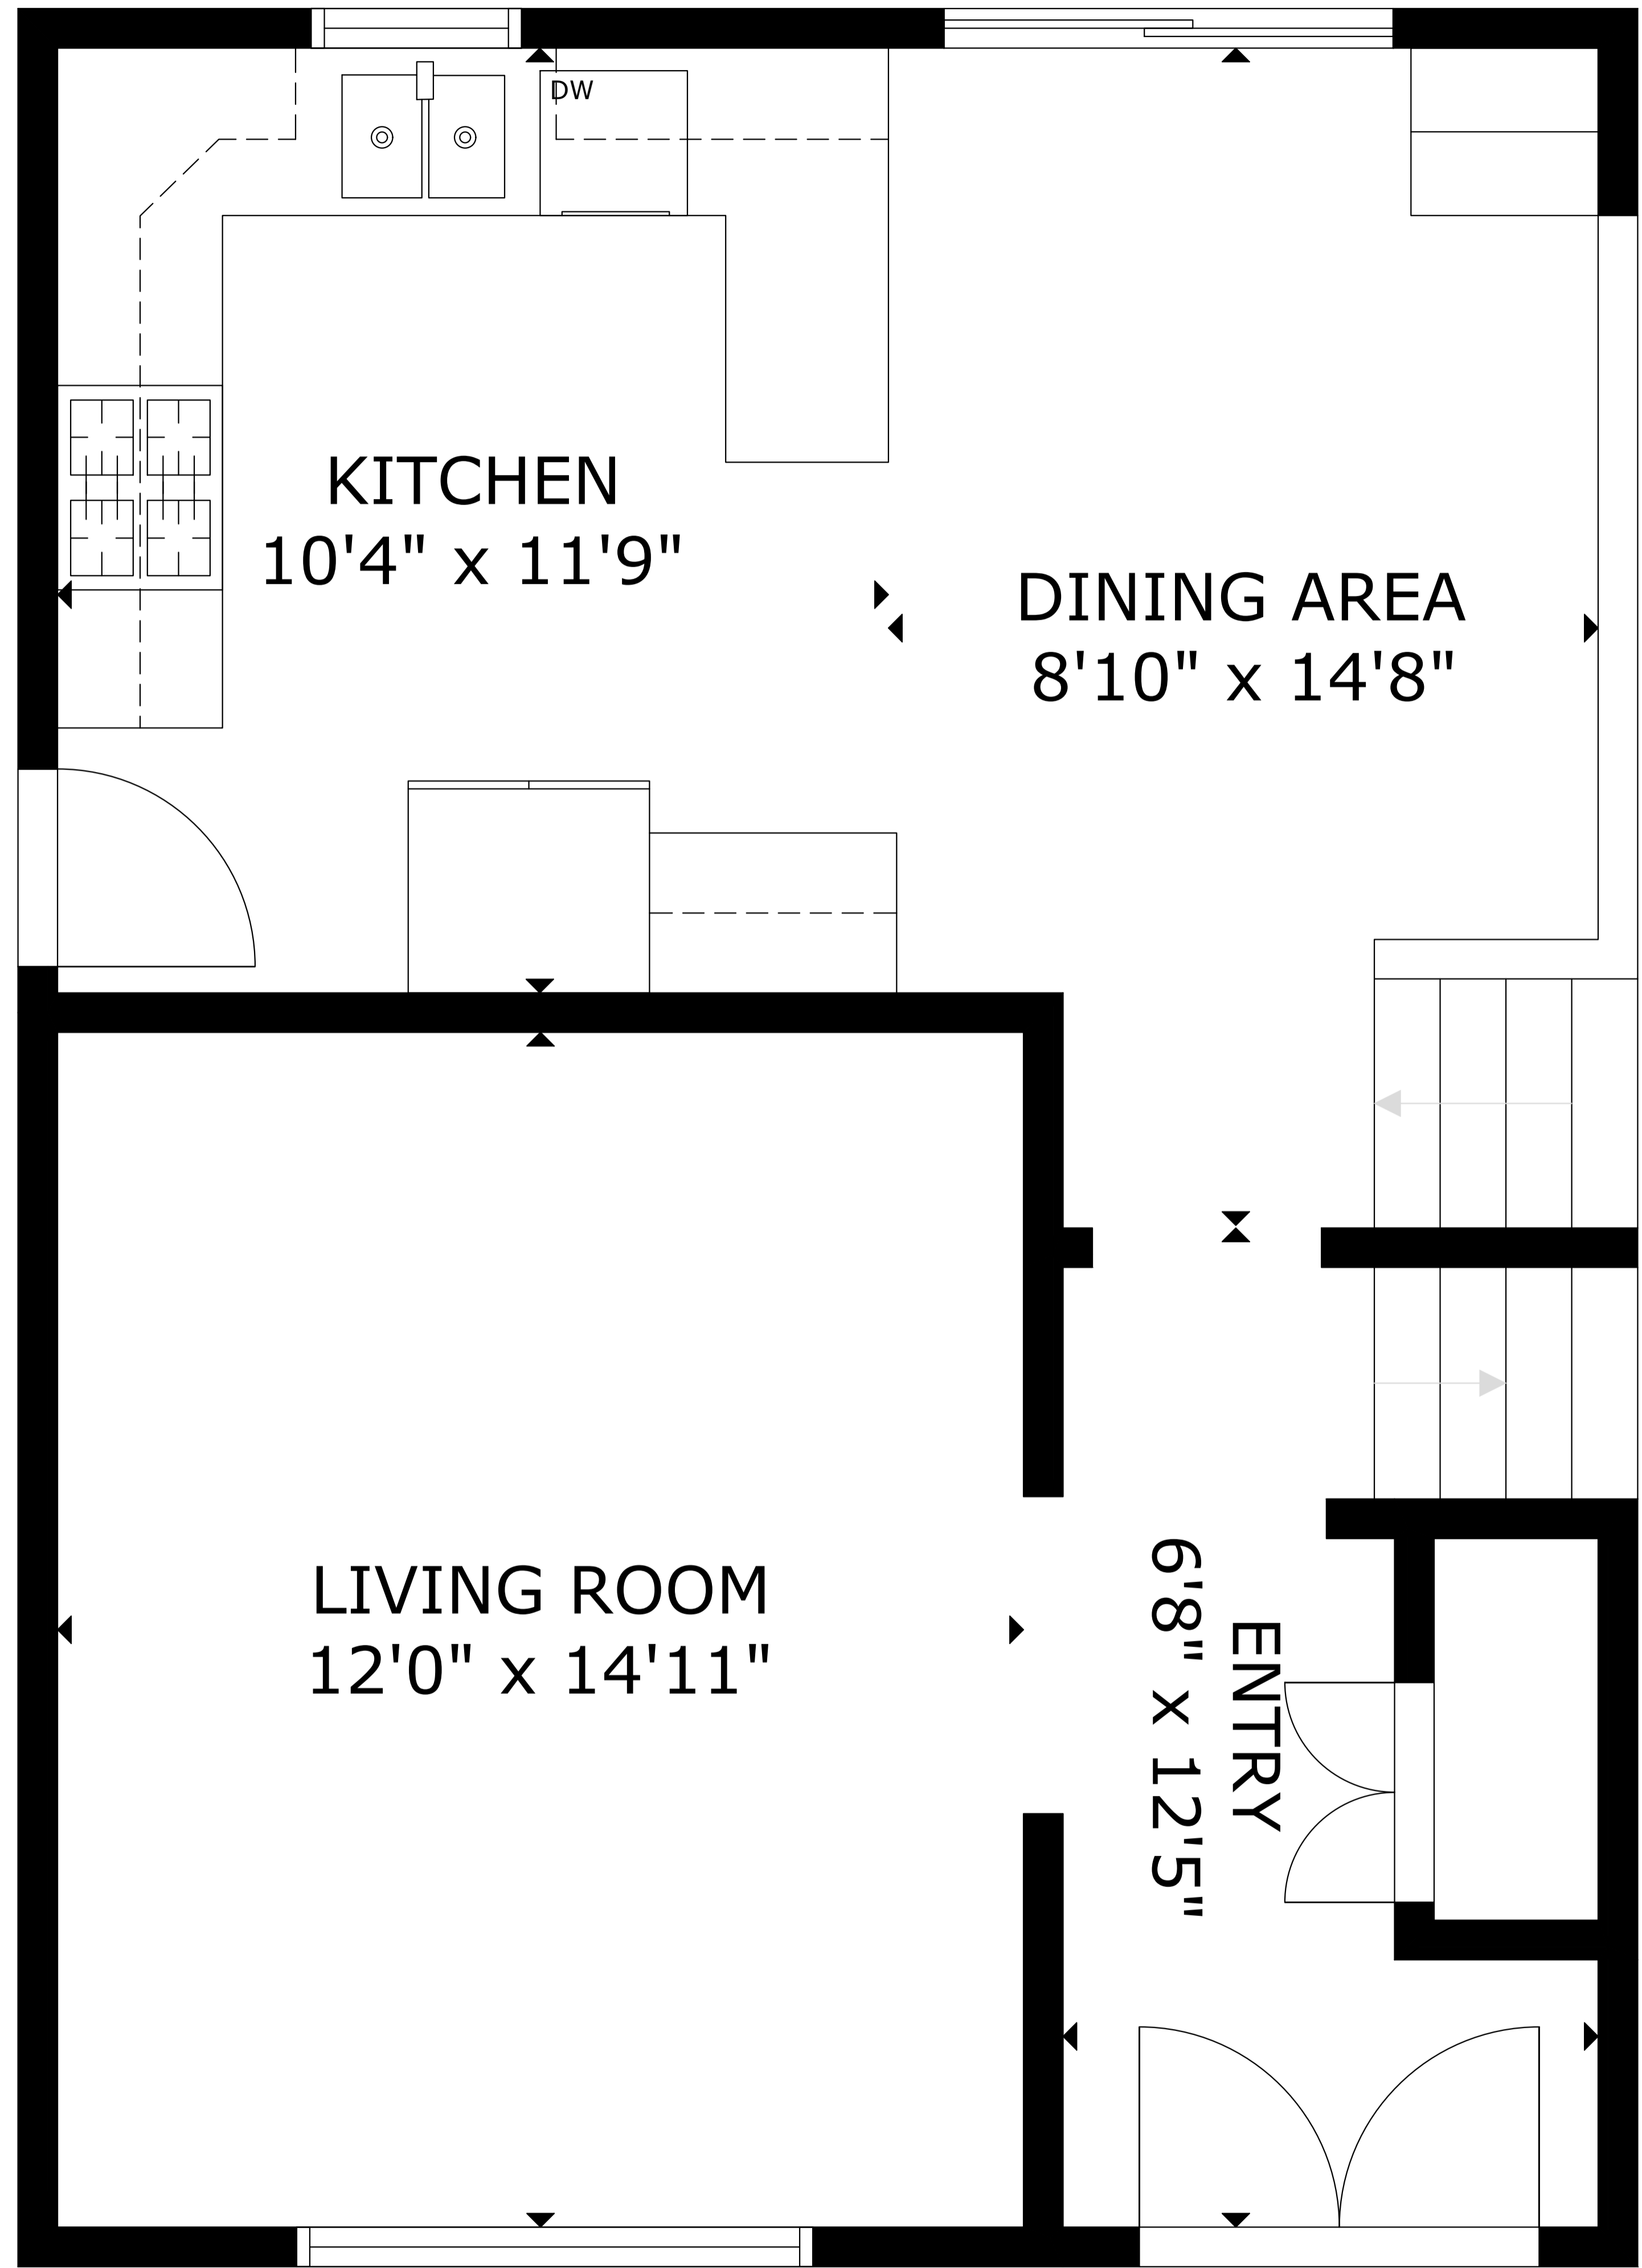 DW
KITCHEN
10'4" x 11'9"
DINING AREA
8'10" x 14'8"
LIVING ROOM
12'0" x 14'11"
ENTRY
6'8" x 12'5"